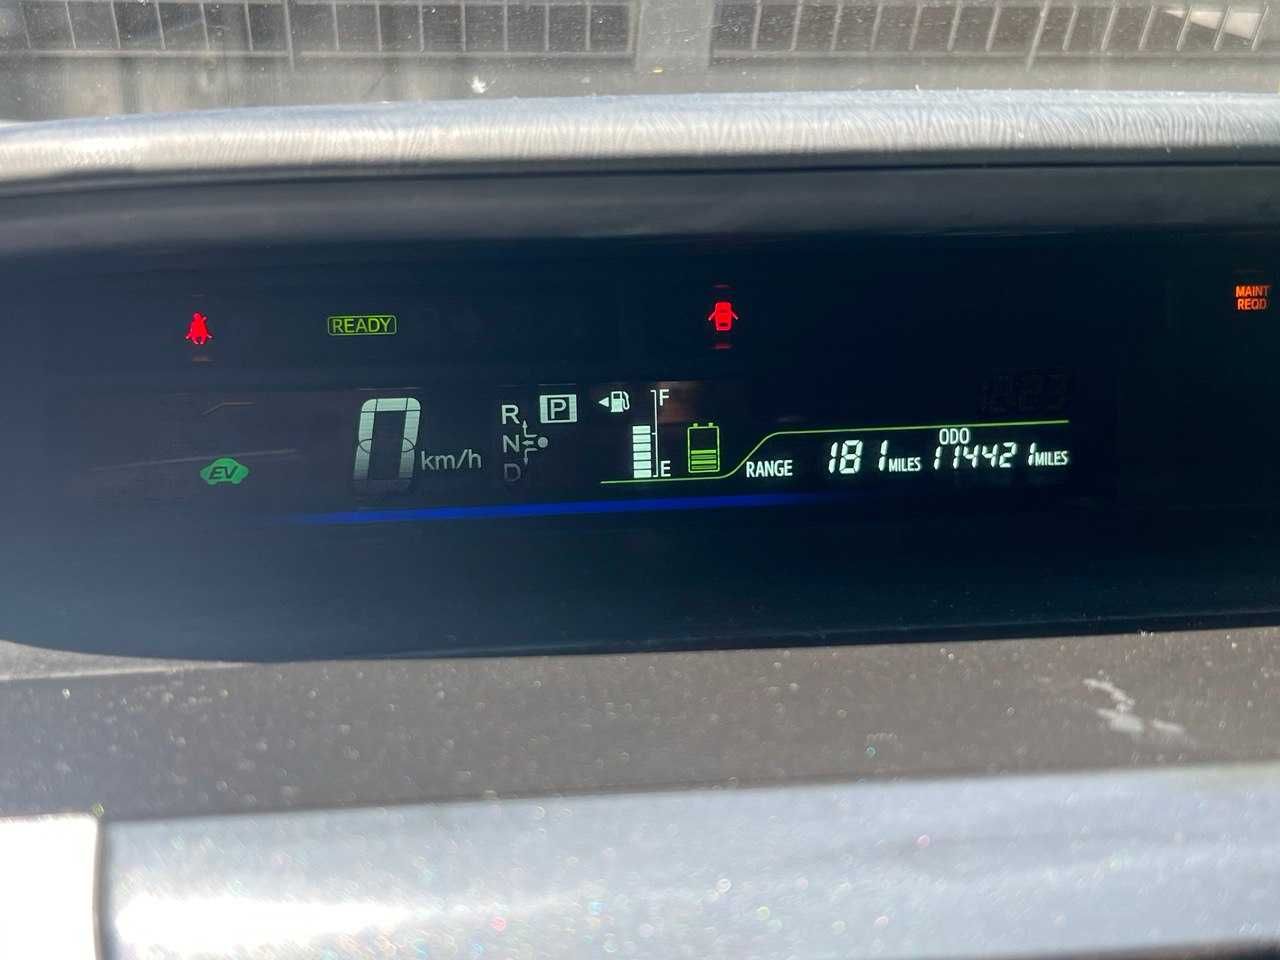 READY
MAINT
REQD
EV
0 km/h
R
N
D
P
F
E
RANGE 181 MILES
ODO
114421 MILES